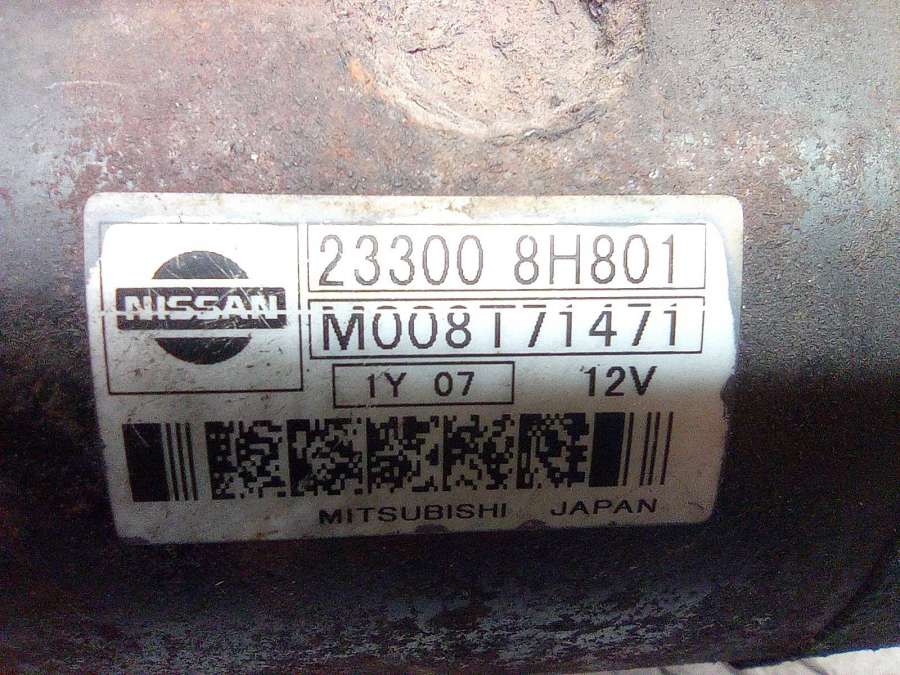 NISSAN
23300 8H801
M008T71471
1Y 07 12V
MITSUBISHI JAPAN